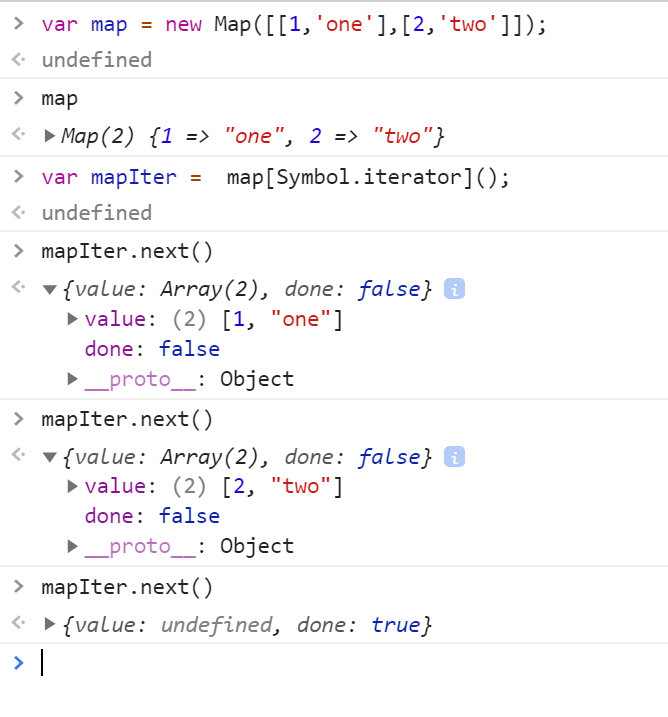 > var map = new Map([[1,'one'],[2,'two']]);
undefined
> map
▶Map(2) {1 => "one", 2 => "two"}
> var mapIter =  map[Symbol.iterator]();
undefined
> mapIter.next()
▼{value: Array(2), done: false} i
▶value: (2) [1, "one"]
done: false
▶__proto__: Object
> mapIter.next()
▼{value: Array(2), done: false} i
▶value: (2) [2, "two"]
done: false
▶__proto__: Object
> mapIter.next()
▶{value: undefined, done: true}
>